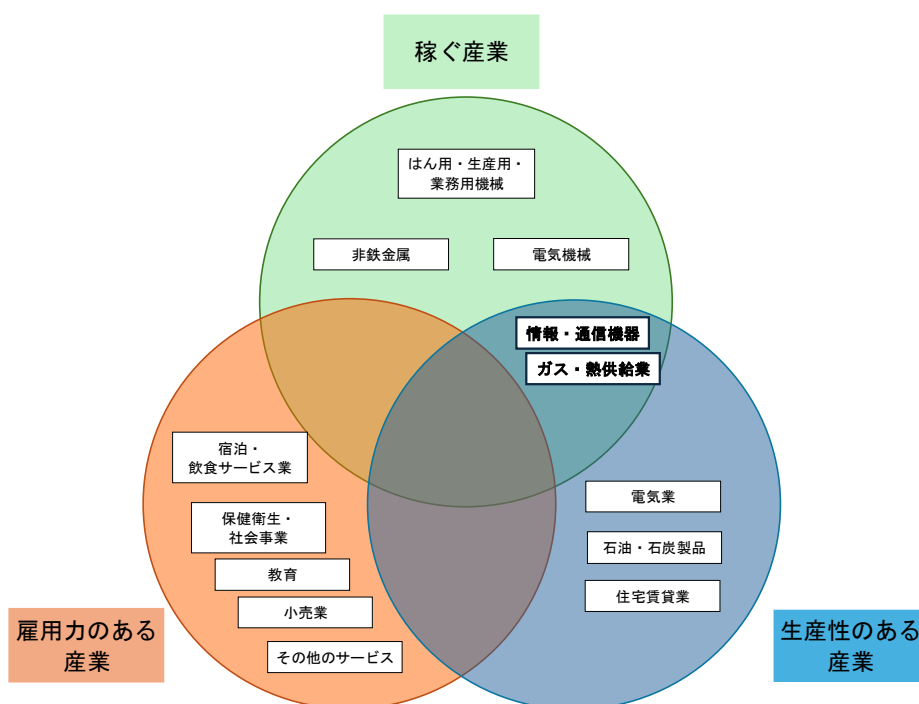 稼ぐ産業
はん用・生産用・
業務用機械
非鉄金属
電気機械
情報・通信機器
ガス・熱供給業
宿泊・
飲食サービス業
保健衛生・
社会事業
教育
小売業
その他のサービス
電気業
石油・石炭製品
住宅賃貸業
雇用力のある
産業
生産性のある
産業